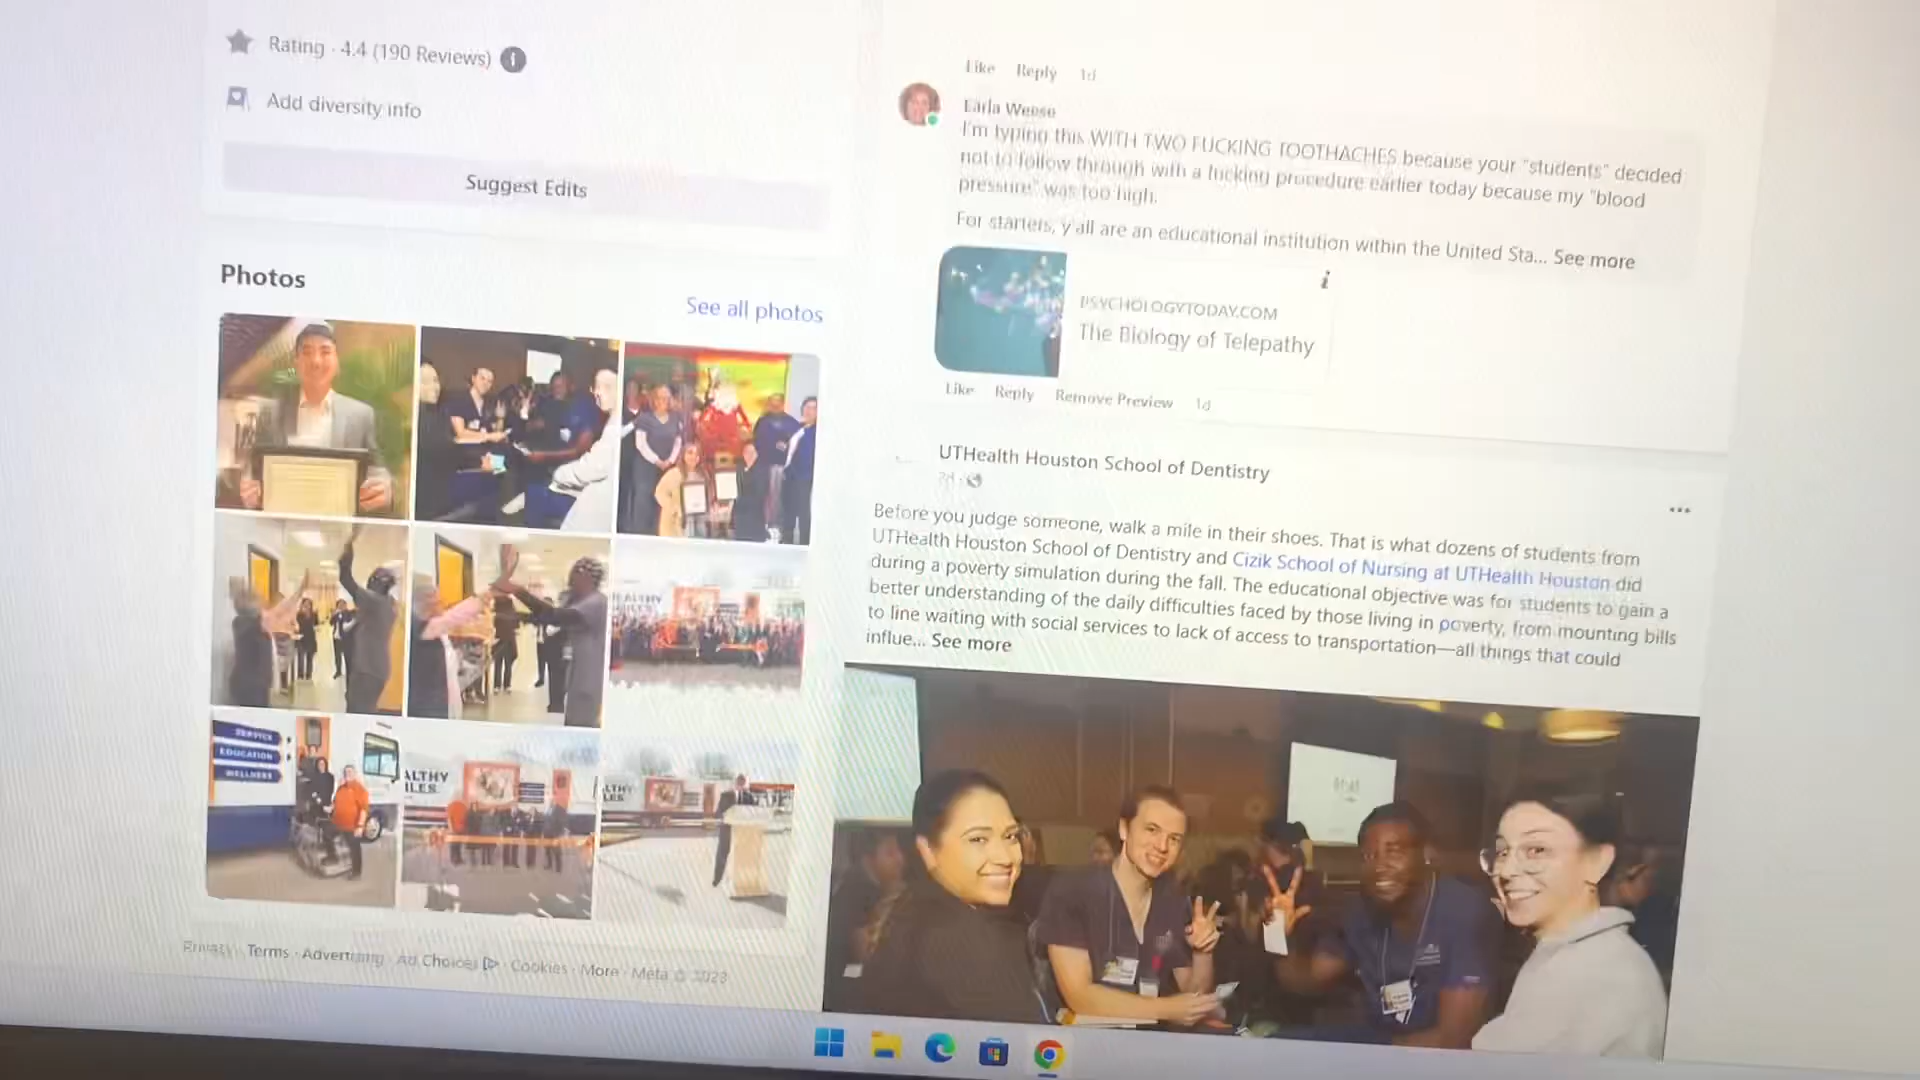 Rating · 4.4 (190 Reviews)
Add diversity info
Suggest Edits
Photos
See all photos
SERVICE
EDUCATION
WELLNESS
ALTHY
ILES
Privacy · Terms · Advertising · Ad Choices · Cookies · More · Meta © 2023
Like Reply 1d
Earla Weese
I'm typing this WITH TWO FUCKING TOOTHACHES because your "students" decided
not to follow through with a fucking procedure earlier today because my "blood
pressure" was too high.
For starters, y'all are an educational institution within the United Sta... See more
PSYCHOLOGYTODAY.COM
The Biology of Telepathy
Like Reply Remove Preview 1d
UTHealth Houston School of Dentistry
Before you judge someone, walk a mile in their shoes. That is what dozens of students from
UTHealth Houston School of Dentistry and Cizik School of Nursing at UTHealth Houston did
during a poverty simulation during the fall. The educational objective was for students to gain a
better understanding of the daily difficulties faced by those living in poverty, from mounting bills
to line waiting with social services to lack of access to transportation—all things that could
influe... See more